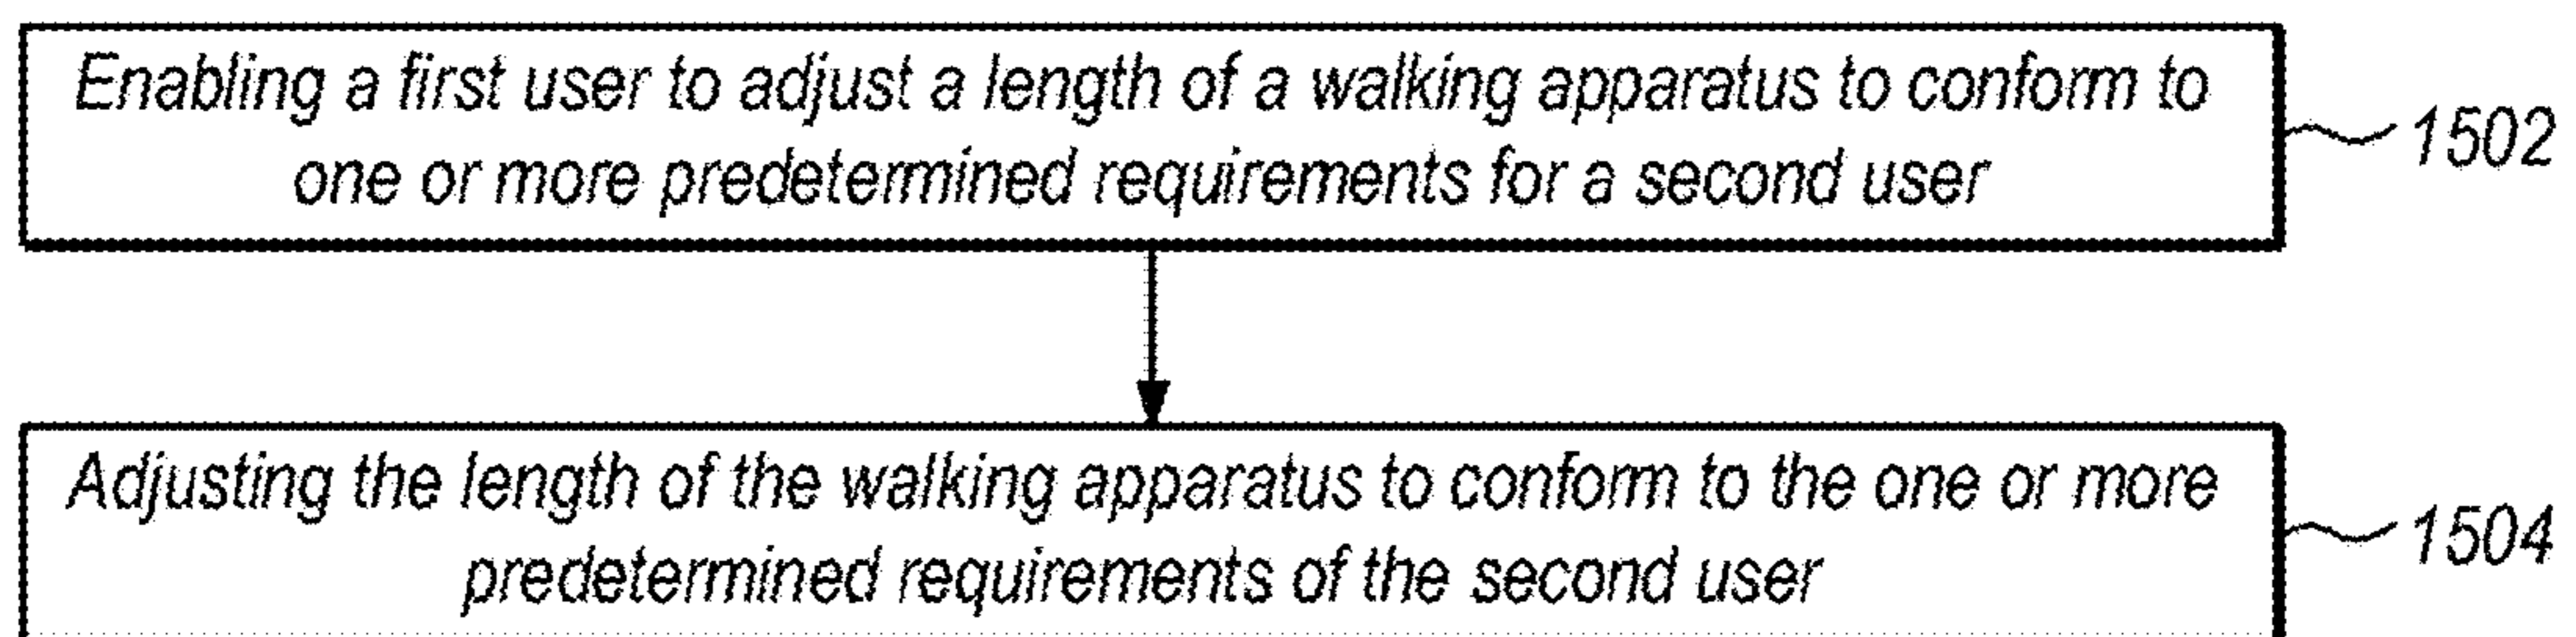 Enabling a first user to adjust a length of a walking apparatus to conform to
one or more predetermined requirements for a second user
1502
Adjusting the length of the walking apparatus to conform to the one or more
predetermined requirements of the second user
1504